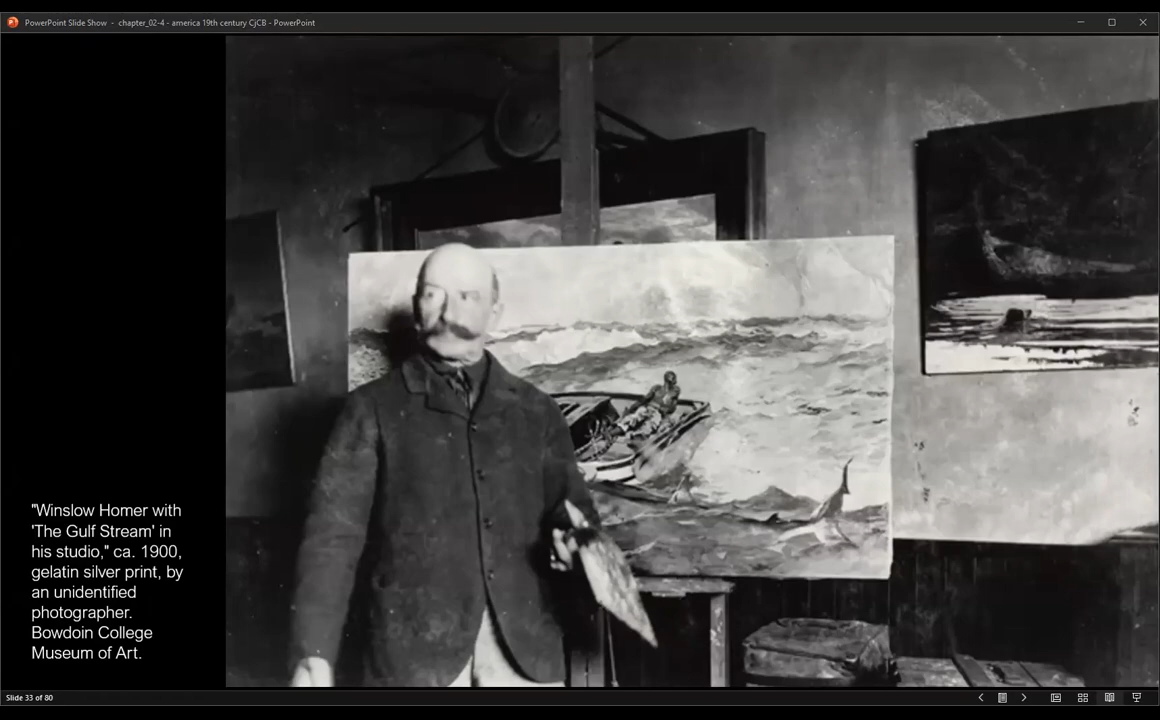 PowerPoint Slide Show - chapter_02-4 - america 19th century CjCB - PowerPoint
"Winslow Homer with
'The Gulf Stream' in
his studio," ca. 1900,
gelatin silver print, by
an unidentified
photographer.
Bowdoin College
Museum of Art.
Slide 33 of 80